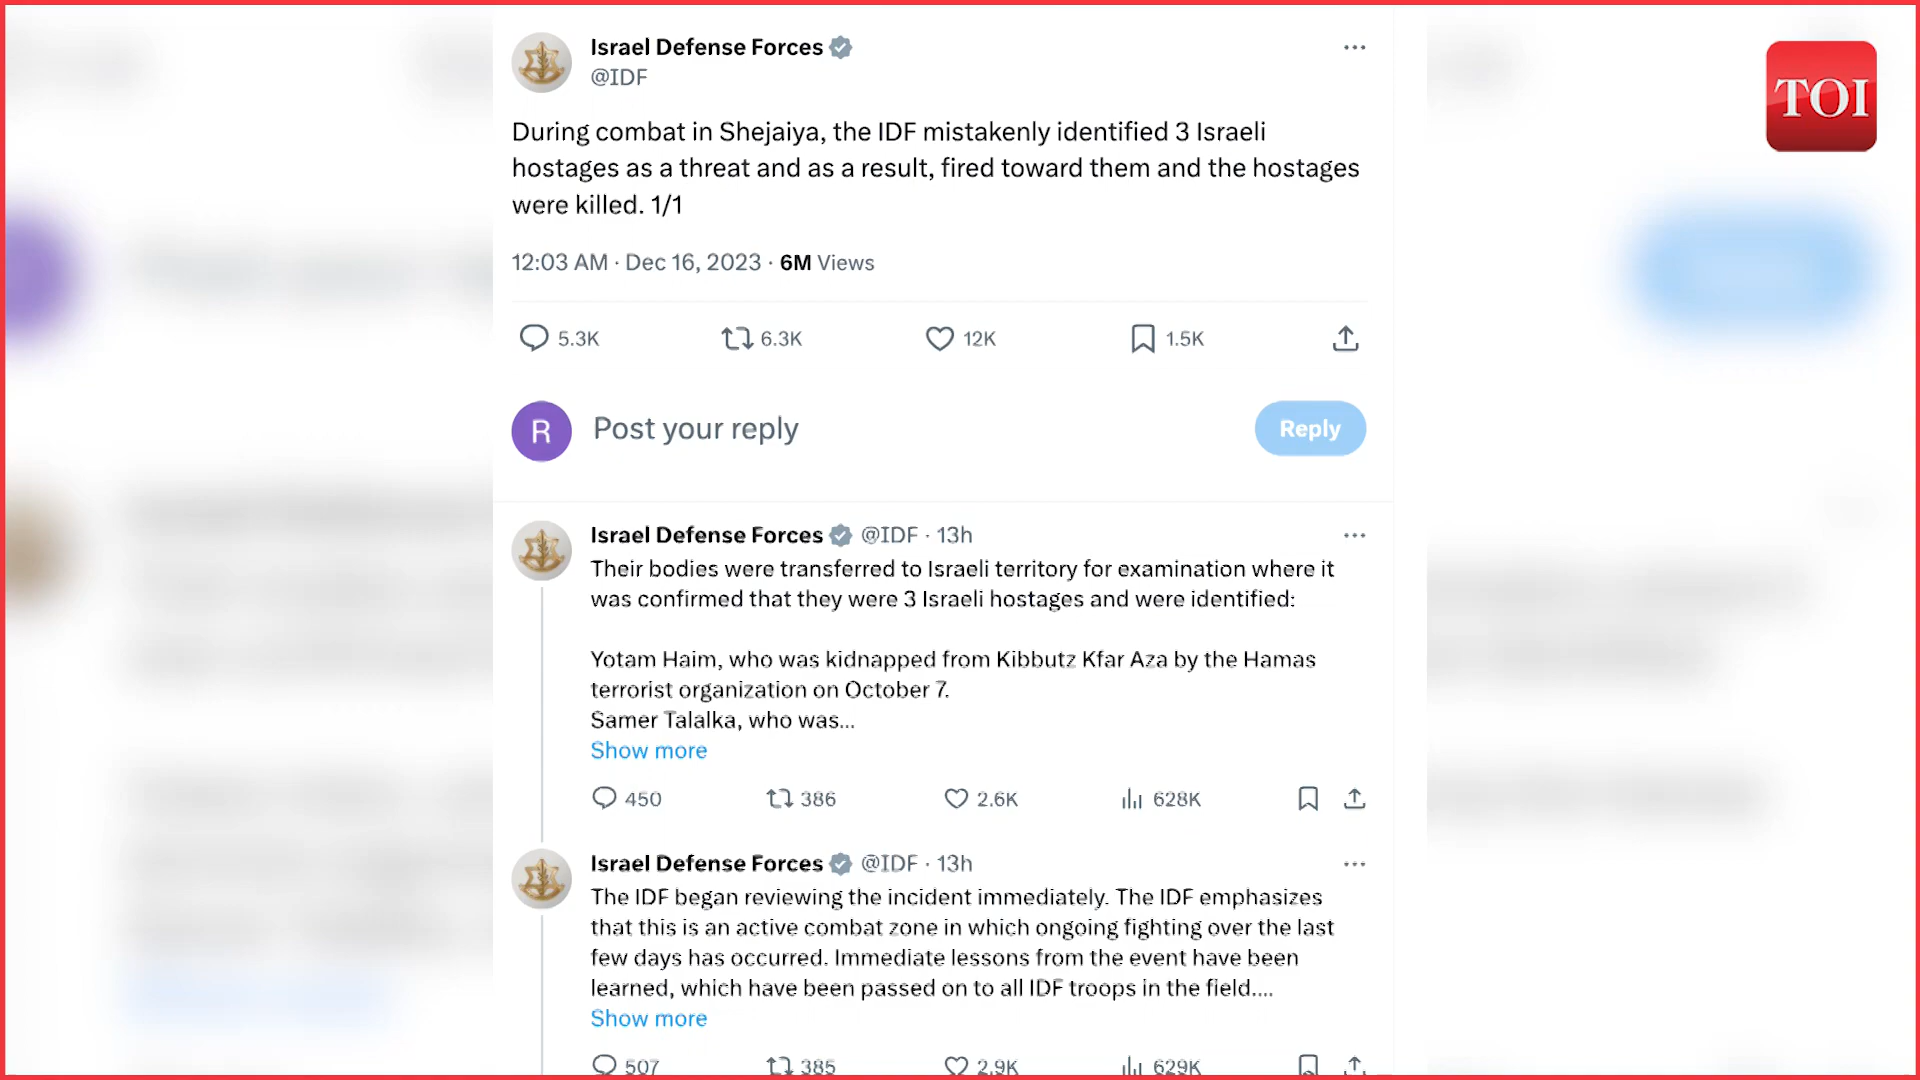 Israel Defense Forces
@IDF
TOI
During combat in Shejaiya, the IDF mistakenly identified 3 Israeli
hostages as a threat and as a result, fired toward them and the hostages
were killed. 1/1
12:03 AM · Dec 16, 2023 · 6M Views
5.3K 6.3K 12K 1.5K
R Post your reply Reply
Israel Defense Forces @IDF · 13h
Their bodies were transferred to Israeli territory for examination where it
was confirmed that they were 3 Israeli hostages and were identified:
Yotam Haim, who was kidnapped from Kibbutz Kfar Aza by the Hamas
terrorist organization on October 7.
Samer Talalka, who was...
Show more
450 386 2.6K 628K
Israel Defense Forces @IDF · 13h
The IDF began reviewing the incident immediately. The IDF emphasizes
that this is an active combat zone in which ongoing fighting over the last
few days has occurred. Immediate lessons from the event have been
learned, which have been passed on to all IDF troops in the field....
Show more
507 385 2.9K 629K